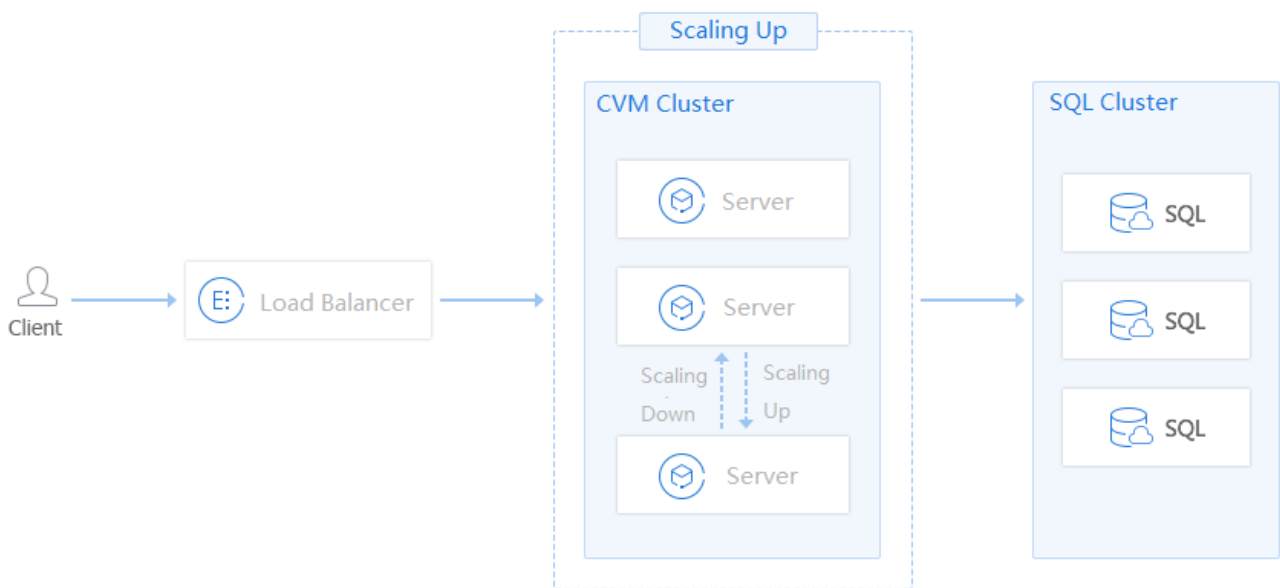 Scaling Up
CVM Cluster
Server
Server
Scaling
Down
Scaling
Up
Server
SQL Cluster
SQL
SQL
SQL
Client
Load Balancer